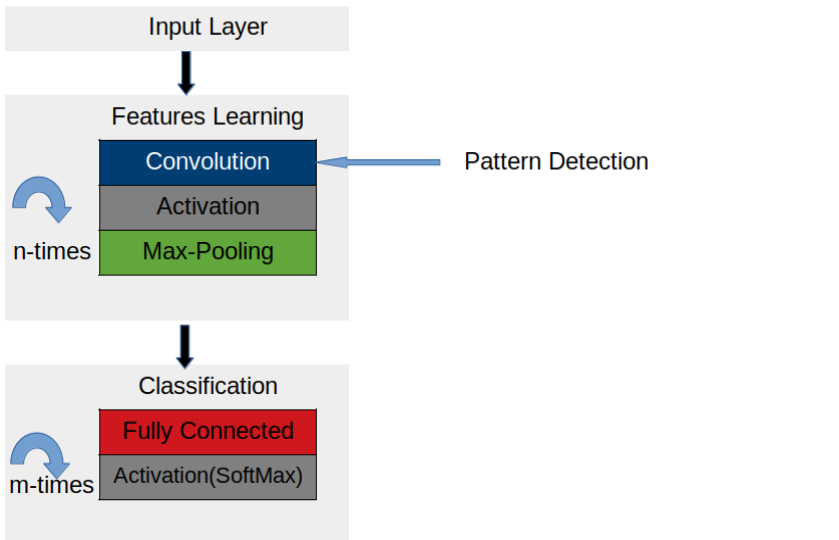 Input Layer
Features Learning
Convolution
Pattern Detection
Activation
Max-Pooling
n-times
Classification
Fully Connected
Activation(SoftMax)
m-times